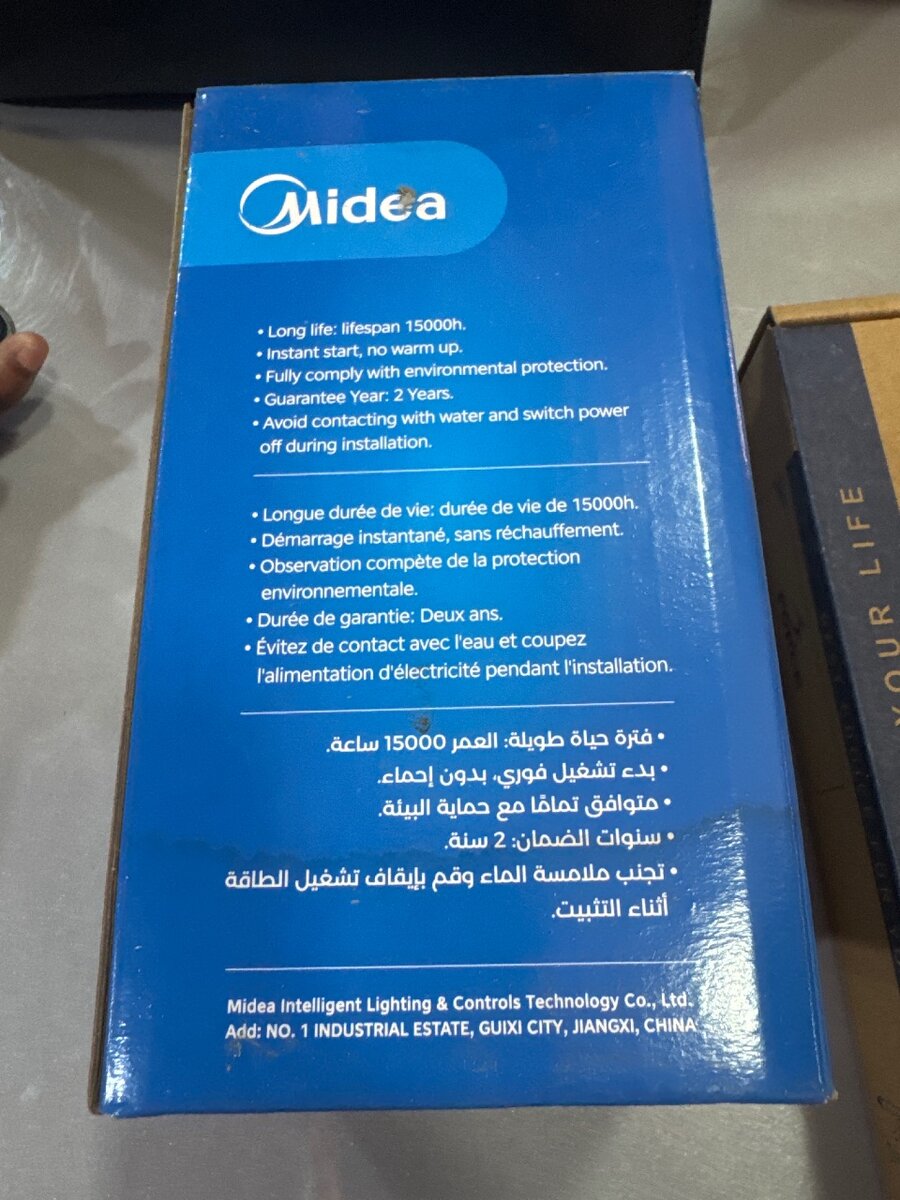 Midea
• Long life: lifespan 15000h.
• Instant start, no warm up.
• Fully comply with environmental protection.
• Guarantee Year: 2 Years.
• Avoid contacting with water and switch power
off during installation.
• Longue durée de vie: durée de vie de 15000h.
• Démarrage instantané, sans réchauffement.
• Observation compète de la protection
environnementale.
• Durée de garantie: Deux ans.
• Évitez de contact avec l'eau et coupez
l'alimentation d'électricité pendant l'installation.
• فترة حياة طويلة: العمر 15000 ساعة.
• بدء تشغيل فوري، بدون إحماء.
• متوافق تمامًا مع حماية البيئة.
• سنوات الضمان: 2 سنة.
• تجنب ملامسة الماء وقم بإيقاف تشغيل الطاقة
أثناء التثبيت.
Midea Intelligent Lighting & Controls Technology Co., Ltd.
Add: NO. 1 INDUSTRIAL ESTATE, GUIXI CITY, JIANGXI, CHINA
YOUR LIFE